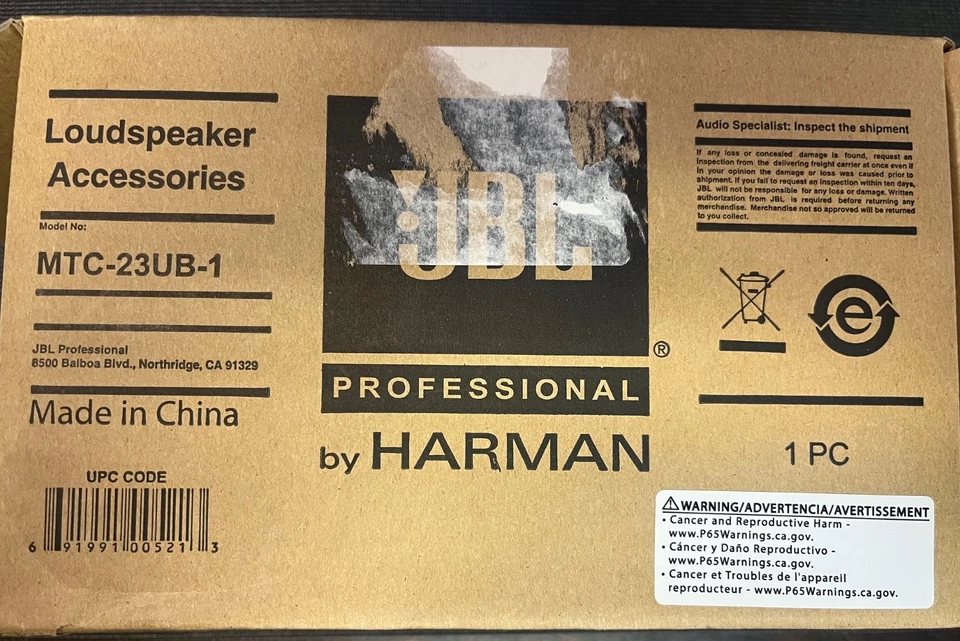 Loudspeaker
Accessories
Model No:
MTC-23UB-1
JBL Professional
8500 Balboa Blvd., Northridge, CA 91329
Made in China
UPC CODE
6 91991 00521 3
JBL
®
PROFESSIONAL
by HARMAN
Audio Specialist: Inspect the shipment
If any loss or concealed damage is found, request an
inspection from the delivering freight carrier at once even if
in your opinion the damage or loss was caused prior to
shipment. If you fail to request an inspection within ten days,
JBL will not be responsible for any loss or damage. Written
authorization from JBL is required before returning any
merchandise. Merchandise not so approved will be returned
to you collect.
e
1 PC
WARNING/ADVERTENCIA/AVERTISSEMENT
• Cancer and Reproductive Harm -
www.P65Warnings.ca.gov.
• Cáncer y Daño Reproductivo -
www.P65Warnings.ca.gov.
• Cancer et Troubles de l'appareil
reproducteur - www.P65Warnings.ca.gov.